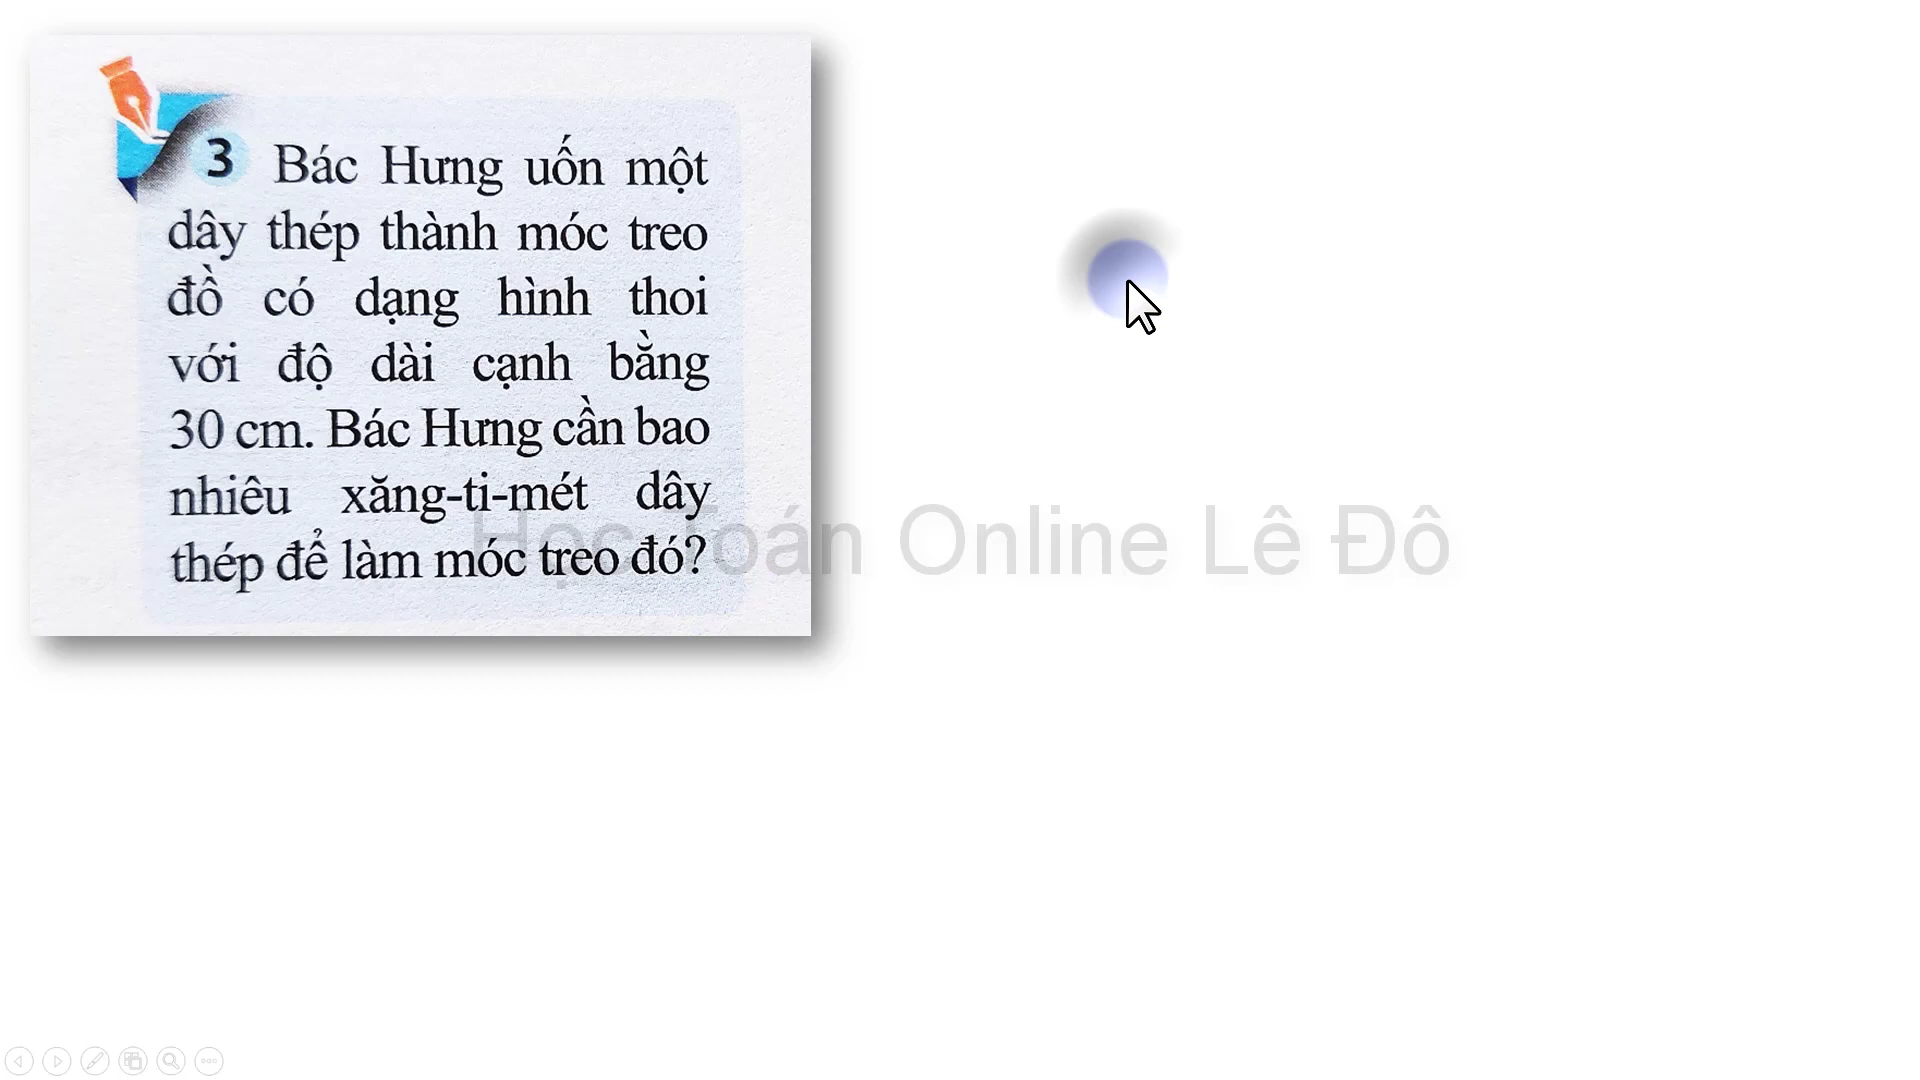 3 Bác Hưng uốn một
dây thép thành móc treo
đồ có dạng hình thoi
với độ dài cạnh bằng
30 cm. Bác Hưng cần bao
nhiêu xăng-ti-mét dây
thép để làm móc treo đó?
Học Toán Online Lê Đô